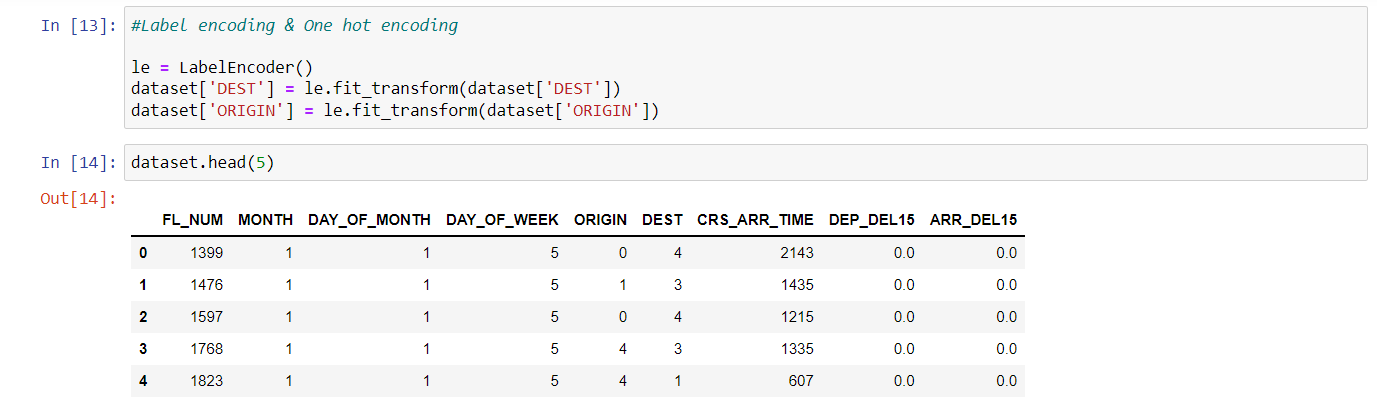 In [13]: #Label encoding & One hot encoding
le = LabelEncoder()
dataset['DEST'] = le.fit_transform(dataset['DEST'])
dataset['ORIGIN'] = le.fit_transform(dataset['ORIGIN'])
In [14]: dataset.head(5)
Out[14]:
FL_NUM MONTH DAY_OF_MONTH DAY_OF_WEEK ORIGIN DEST CRS_ARR_TIME DEP_DEL15 ARR_DEL15
0 1399 1 1 5 0 4 2143 0.0 0.0
1 1476 1 1 5 1 3 1435 0.0 0.0
2 1597 1 1 5 0 4 1215 0.0 0.0
3 1768 1 1 5 4 3 1335 0.0 0.0
4 1823 1 1 5 4 1 607 0.0 0.0